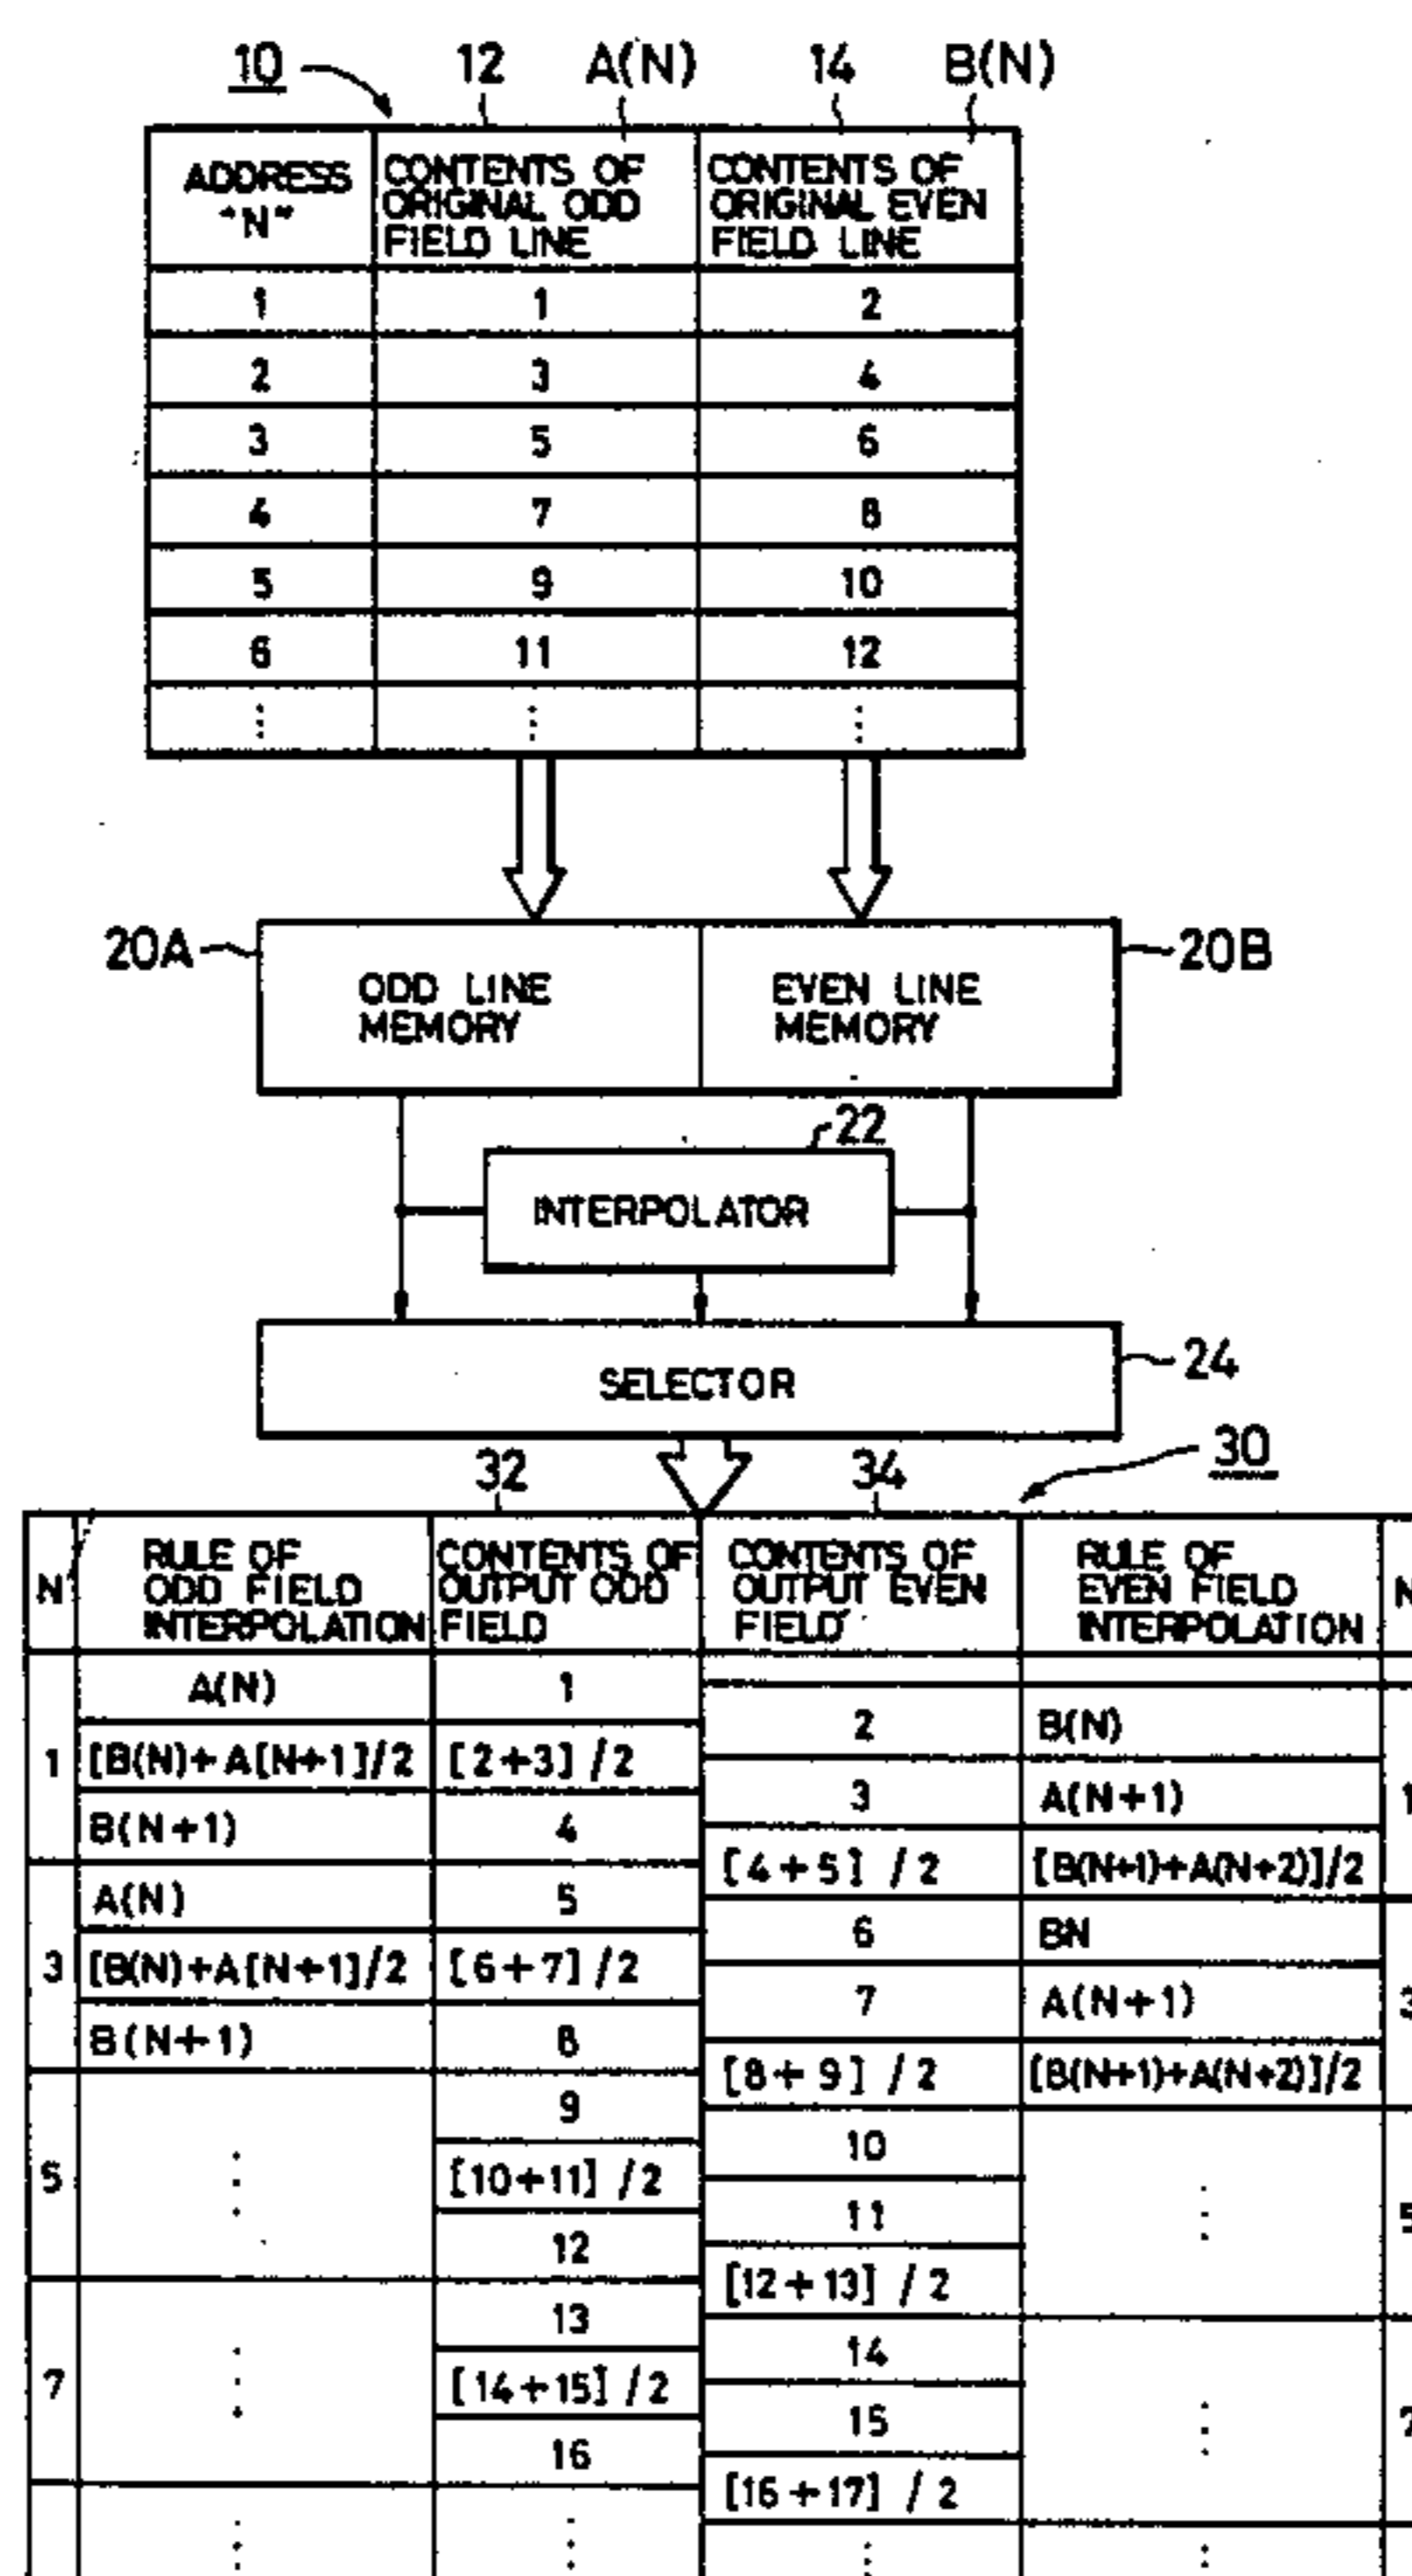 10 12 A(N) 14 B(N)
ADDRESS "N"
CONTENTS OF ORIGINAL ODD FIELD LINE
CONTENTS OF ORIGINAL EVEN FIELD LINE
1 1 2
2 3 4
3 5 6
4 7 8
5 9 10
6 11 12
⋮ ⋮ ⋮
20A
ODD LINE
MEMORY
EVEN LINE
MEMORY
20B
22
INTERPOLATOR
SELECTOR
24
32 34 30
N
RULE OF
ODD FIELD
INTERPOLATION
CONTENTS OF
OUTPUT ODD
FIELD
CONTENTS OF
OUTPUT EVEN
FIELD
RULE OF
EVEN FIELD
INTERPOLATION
N
A(N) 1
2 B(N)
1 [B(N)+A[N+1]/2 [2+3]/2
3 A(N+1) 1
B(N+1) 4
[4+5]/2 [B(N+1)+A(N+2)]/2
A(N) 5
6 BN
3 [B(N)+A[N+1]/2 [6+7]/2
7 A(N+1) 3
B(N+1) 8
[8+9]/2 [B(N+1)+A(N+2)]/2
9
10
5 ⋮ [10+11]/2
11 ⋮ 5
12
[12+13]/2
13
14
7 ⋮ [14+15]/2
15 ⋮ 7
16
[16+17]/2
⋮ ⋮ ⋮ ⋮